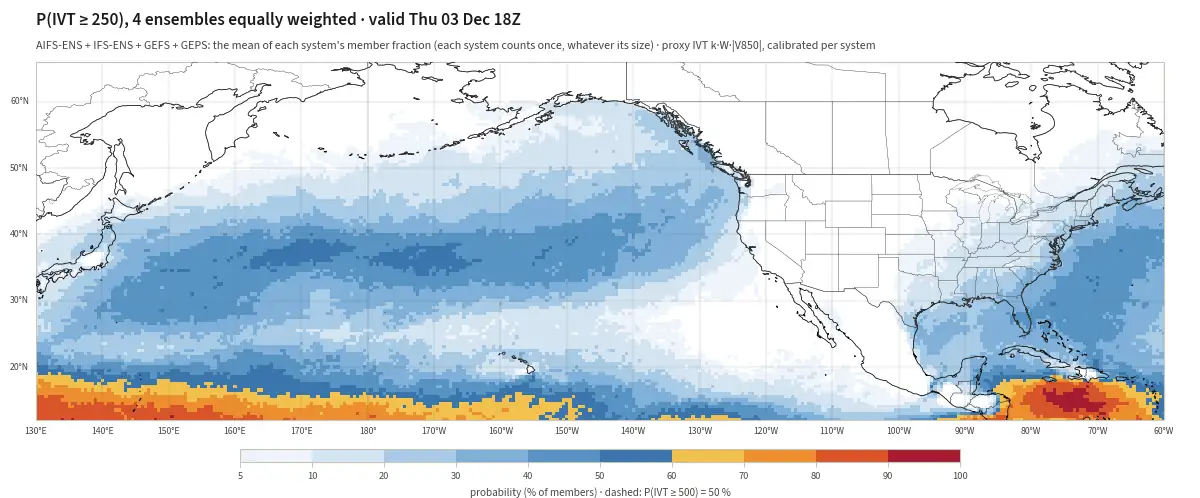 P(IVT ≥ 250), 4 ensembles equally weighted · valid Thu 03 Dec 18Z
AIFS-ENS + IFS-ENS + GEFS + GEPS: the mean of each system's member fraction (each system counts once, whatever its size) · proxy IVT k·W·|V850|, calibrated per system
60°N
50°N
40°N
30°N
20°N
130°E 140°E 150°E 160°E 170°E 180° 170°W 160°W 150°W 140°W 130°W 120°W 110°W 100°W 90°W 80°W 70°W 60°W
5 10 20 30 40 50 60 70 80 90 100
probability (% of members) · dashed: P(IVT ≥ 500) = 50 %